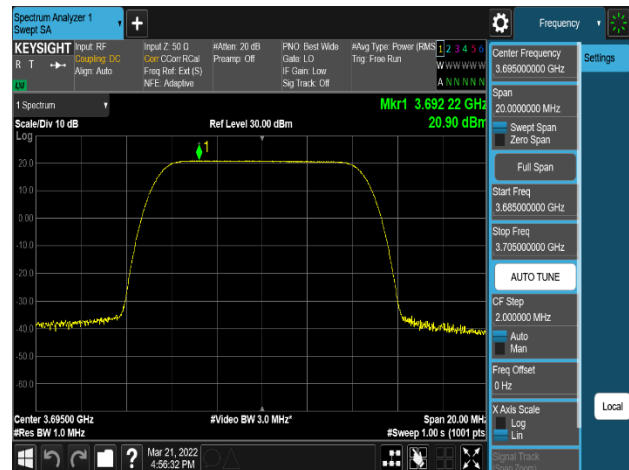 Spectrum Analyzer 1
Swept SA
Frequency
KEYSIGHT
R T
LXI
Input: RF
Coupling: DC
Align: Auto
Input Z: 50 Ω
Corr CCorr RCal
Freq Ref: Ext (S)
NFE: Adaptive
#Atten: 20 dB
Preamp: Off
PNO: Best Wide
Gate: LO
IF Gain: Low
Sig Track: Off
#Avg Type: Power (RMS
Trig: Free Run
1 2 3 4 5 6
W W W W W W
A N N N N N
1 Spectrum
Scale/Div 10 dB
Ref Level 30.00 dBm
Mkr1 3.692 22 GHz
20.90 dBm
Log
1
20.0
10.0
0.00
-10.0
-20.0
-30.0
-40.0
-50.0
-60.0
Center 3.69500 GHz
#Video BW 3.0 MHz*
Span 20.00 MHz
#Res BW 1.0 MHz
#Sweep 1.00 s (1001 pts
Mar 21, 2022
4:56:32 PM
Center Frequency
3.695000000 GHz
Span
20.0000000 MHz
Swept Span
Zero Span
Full Span
Start Freq
3.685000000 GHz
Stop Freq
3.705000000 GHz
AUTO TUNE
CF Step
2.000000 MHz
Auto
Man
Freq Offset
0 Hz
X Axis Scale
Log
Lin
Signal Track
(Span Zoom)
Settings
Local